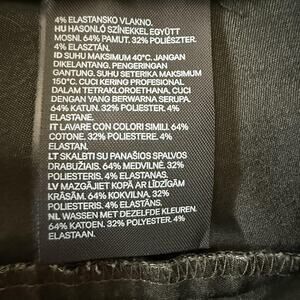 4% ELASTANSKO VLAKNO.
HU HASONLÓ SZÍNEKKEL EGYÜTT
MOSNI. 64% PAMUT. 32% POLIÉSZTER.
4% ELASZTÁN.
ID SUHU MAKSIMUM 40°C. JANGAN
DIKELANTANG. PENGERINGAN
GANTUNG. SUHU SETERIKA MAKSIMUM
150°C. CUCI KERING PROFESIONAL
DALAM TETRAKLOROETHANA. CUCI
DENGAN YANG BERWARNA SERUPA.
64% KATUN. 32% POLIESTER. 4%
ELASTANE.
IT LAVARE CON COLORI SIMILI. 64%
COTONE. 32% POLIESTERE. 4%
ELASTAN.
LT SKALBTI SU PANAŠIOS SPALVOS
DRABUŽIAIS. 64% MEDVILNĖ. 32%
POLIESTERIS. 4% ELASTANAS.
LV MAZGĀJIET KOPĀ AR LĪDZĪGĀM
KRĀSĀM. 64% KOKVILNA. 32%
POLIESTERIS. 4% ELASTĀNS.
NL WASSEN MET DEZELFDE KLEUREN.
64% KATOEN. 32% POLYESTER. 4%
ELASTAAN.